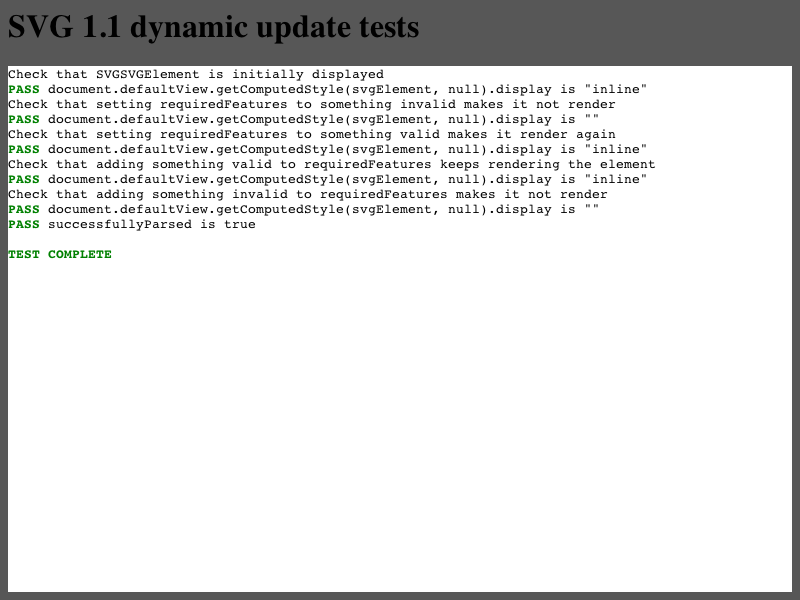 SVG 1.1 dynamic update tests
Check that SVGSVGElement is initially displayed
PASS document.defaultView.getComputedStyle(svgElement, null).display is "inline"
Check that setting requiredFeatures to something invalid makes it not render
PASS document.defaultView.getComputedStyle(svgElement, null).display is ""
Check that setting requiredFeatures to something valid makes it render again
PASS document.defaultView.getComputedStyle(svgElement, null).display is "inline"
Check that adding something valid to requiredFeatures keeps rendering the element
PASS document.defaultView.getComputedStyle(svgElement, null).display is "inline"
Check that adding something invalid to requiredFeatures makes it not render
PASS document.defaultView.getComputedStyle(svgElement, null).display is ""
PASS successfullyParsed is true
TEST COMPLETE